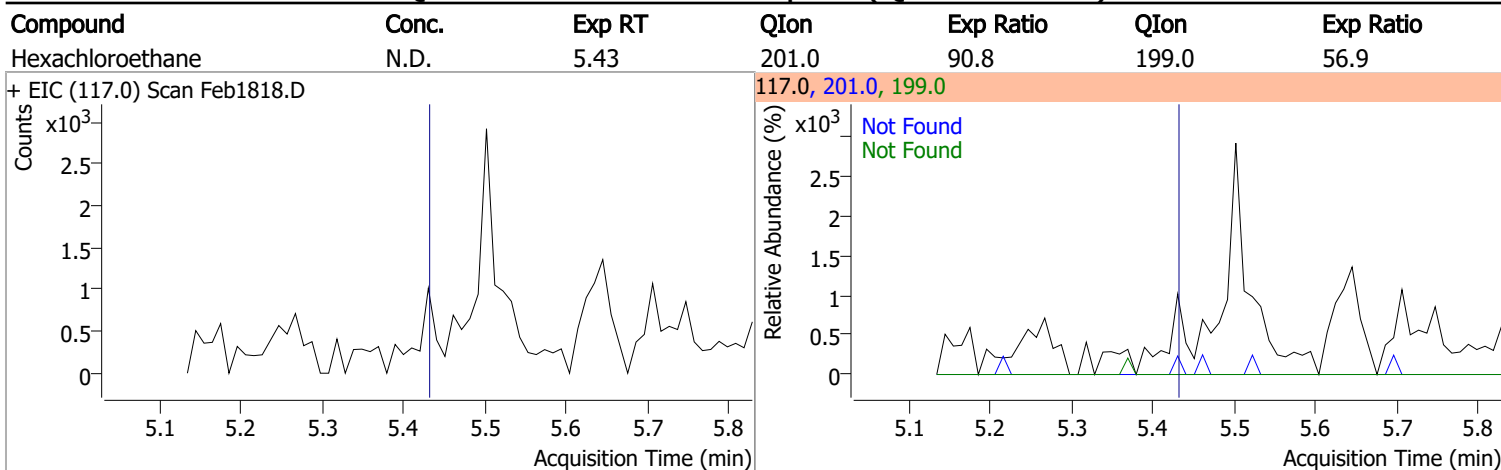 Compound Conc. Exp RT QIon Exp Ratio QIon Exp Ratio
Hexachloroethane N.D. 5.43 201.0 90.8 199.0 56.9
+ EIC (117.0) Scan Feb1818.D
Counts
x10³
2.5
2
1.5
1
0.5
0
5.1 5.2 5.3 5.4 5.5 5.6 5.7 5.8
Acquisition Time (min)
117.0, 201.0, 199.0
Relative Abundance (%)
x10³
Not Found
Not Found
2.5
2
1.5
1
0.5
0
5.1 5.2 5.3 5.4 5.5 5.6 5.7 5.8
Acquisition Time (min)